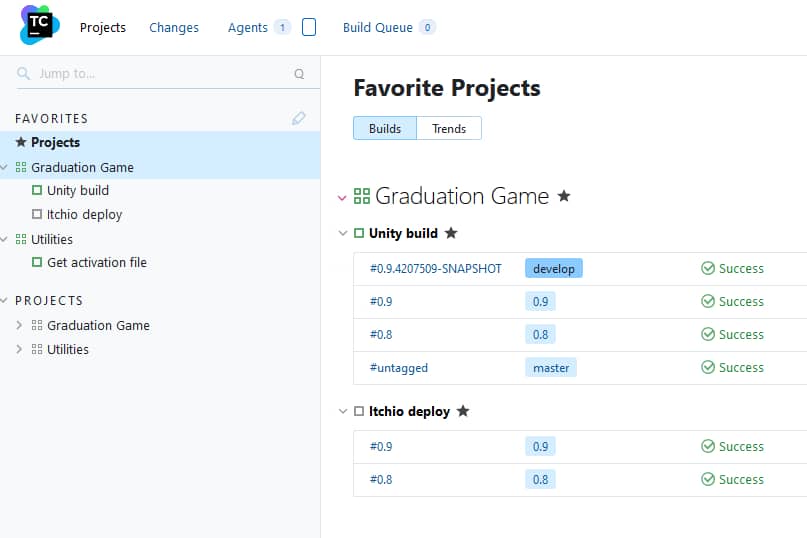 TC
Projects Changes Agents 1 Build Queue 0
Jump to... Q
FAVORITES
Projects
Graduation Game
Unity build
Itchio deploy
Utilities
Get activation file
PROJECTS
Graduation Game
Utilities
Favorite Projects
Builds Trends
Graduation Game
Unity build
#0.9.4207509-SNAPSHOT develop Success
#0.9 0.9 Success
#0.8 0.8 Success
#untagged master Success
Itchio deploy
#0.9 0.9 Success
#0.8 0.8 Success